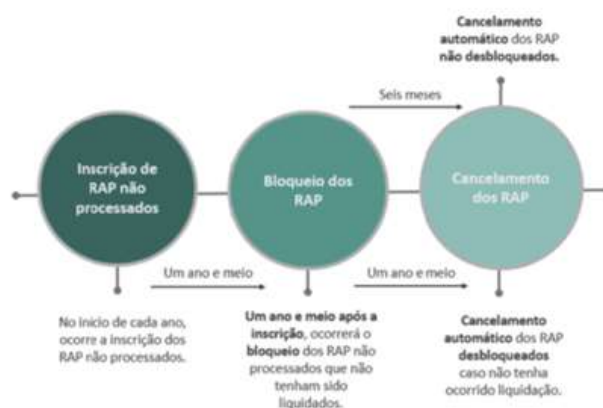 Cancelamento
automático dos RAP
não desbloqueados.
Seis meses
Inscrição de
RAP não
processados
Bloqueio dos
RAP
Cancelamento
dos RAP
Um ano e meio
Um ano e meio
No início de cada ano,
ocorre a inscrição dos
RAP não processados.
Um ano e meio após a
inscrição, ocorrerá o
bloqueio dos RAP não
processados que não
tenham sido
liquidados.
Cancelamento
automático dos RAP
desbloqueados
caso não tenha
ocorrido liquidação.